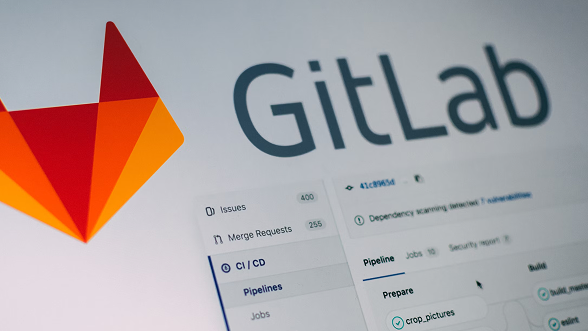 GitLab
Issues 400
Merge Requests 255
CI / CD
Pipelines
Jobs
41c8965d
Dependency scanning detected 7 vulnerabilities
Pipeline Jobs 10 Security report
Prepare
crop_pictures
Build
eslint